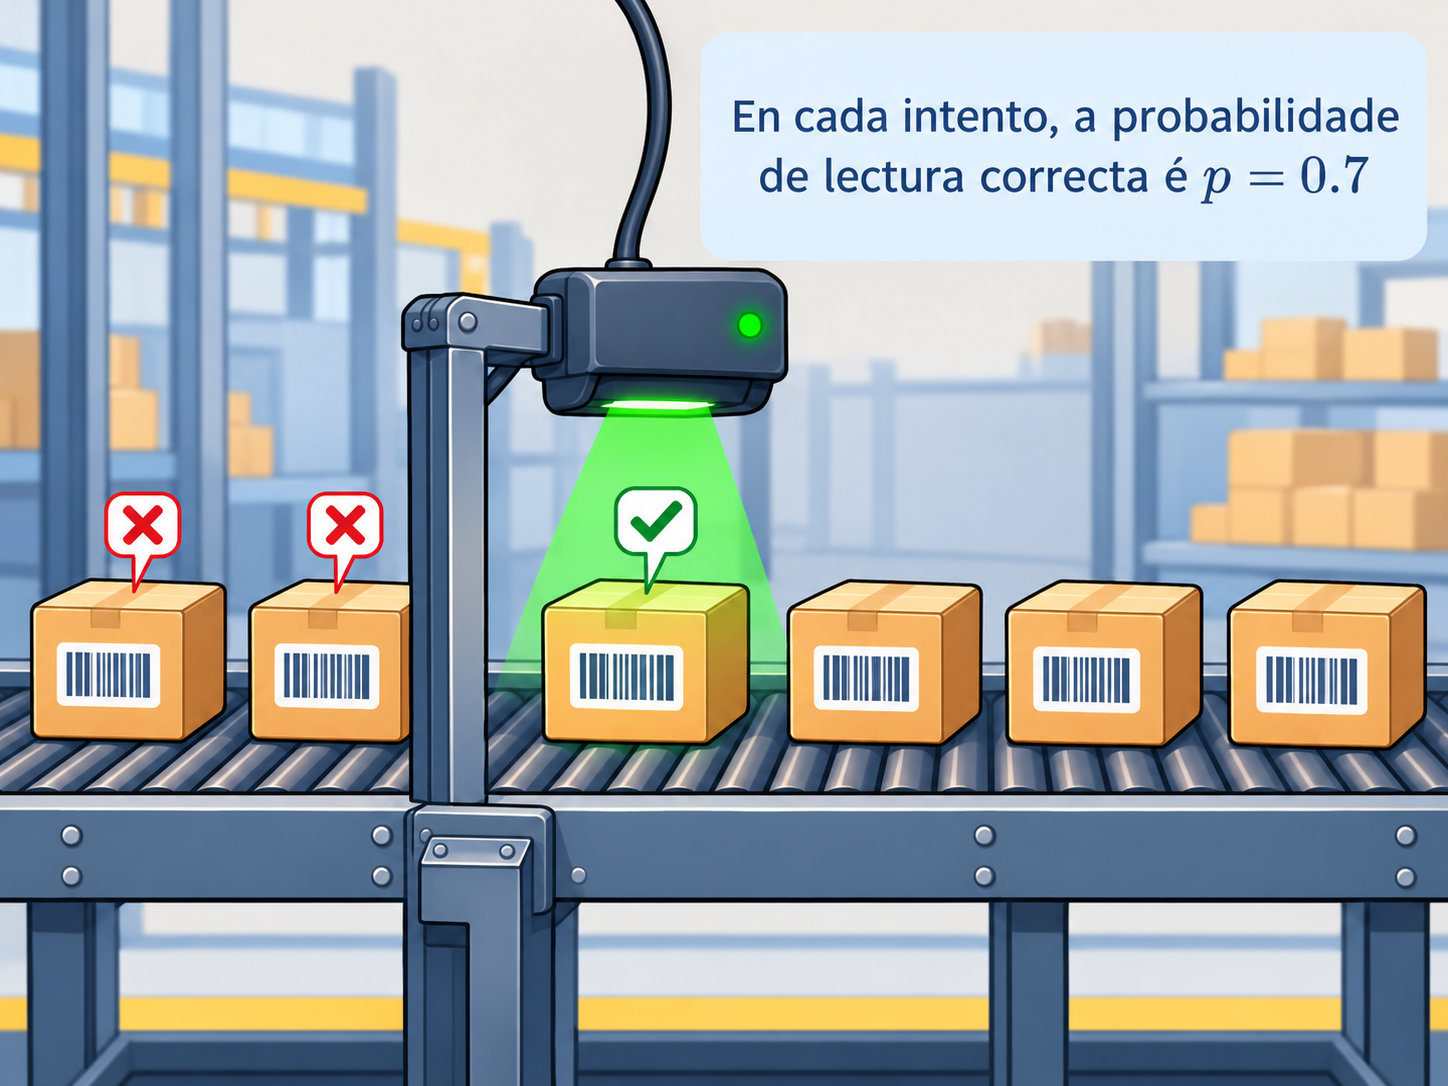 En cada intento, a probabilidade
de lectura correcta é p = 0.7